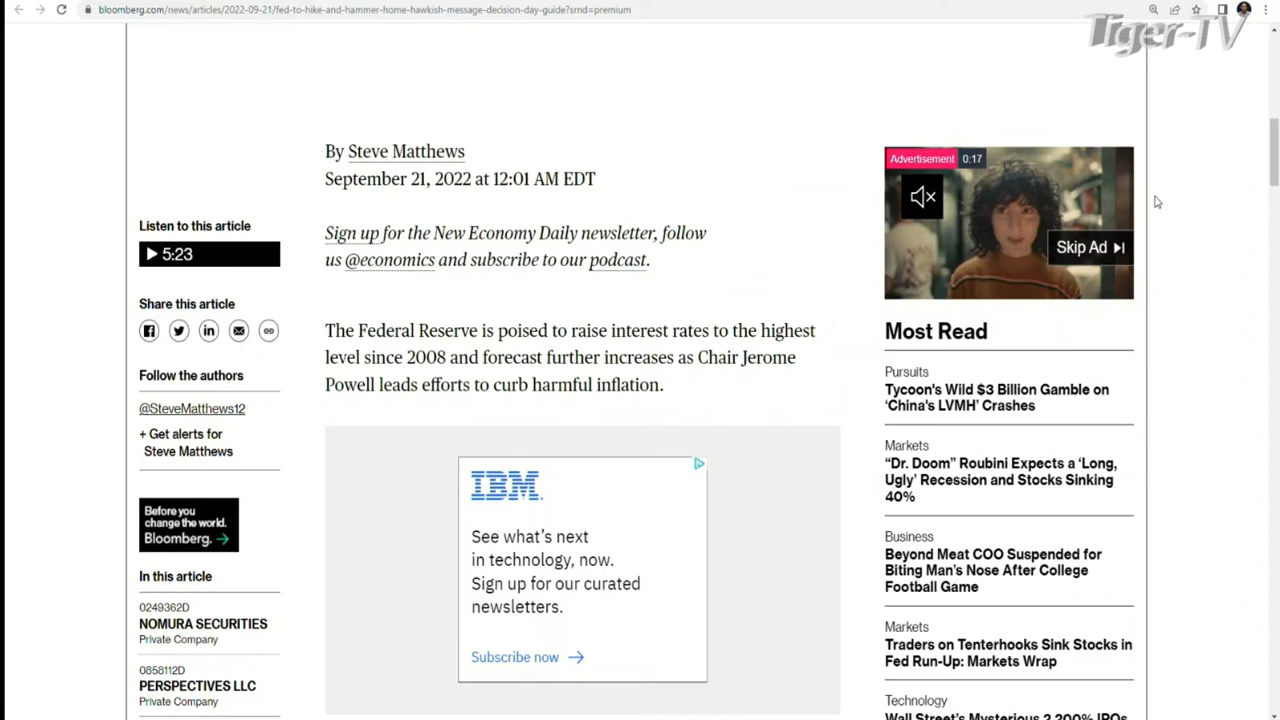 bloomberg.com/news/articles/2022-09-21/fed-to-hike-and-hammer-home-hawkish-message-decision-day-guide?srnd=premium
Tiger-TV
By Steve Matthews
September 21, 2022 at 12:01 AM EDT
Sign up for the New Economy Daily newsletter, follow
us @economics and subscribe to our podcast.
The Federal Reserve is poised to raise interest rates to the highest
level since 2008 and forecast further increases as Chair Jerome
Powell leads efforts to curb harmful inflation.
Listen to this article
5:23
Share this article
Follow the authors
@SteveMatthews12
+ Get alerts for
Steve Matthews
Before you
change the world.
Bloomberg. →
In this article
0249362D
NOMURA SECURITIES
Private Company
0858112D
PERSPECTIVES LLC
Private Company
IBM
See what's next
in technology, now.
Sign up for our curated
newsletters.
Subscribe now →
Advertisement 0:17
Skip Ad
Most Read
Pursuits
Tycoon's Wild $3 Billion Gamble on
'China's LVMH' Crashes
Markets
“Dr. Doom” Roubini Expects a ‘Long,
Ugly’ Recession and Stocks Sinking
40%
Business
Beyond Meat COO Suspended for
Biting Man's Nose After College
Football Game
Markets
Traders on Tenterhooks Sink Stocks in
Fed Run-Up: Markets Wrap
Technology
Wall Street's Mysterious 2,200% IPOs